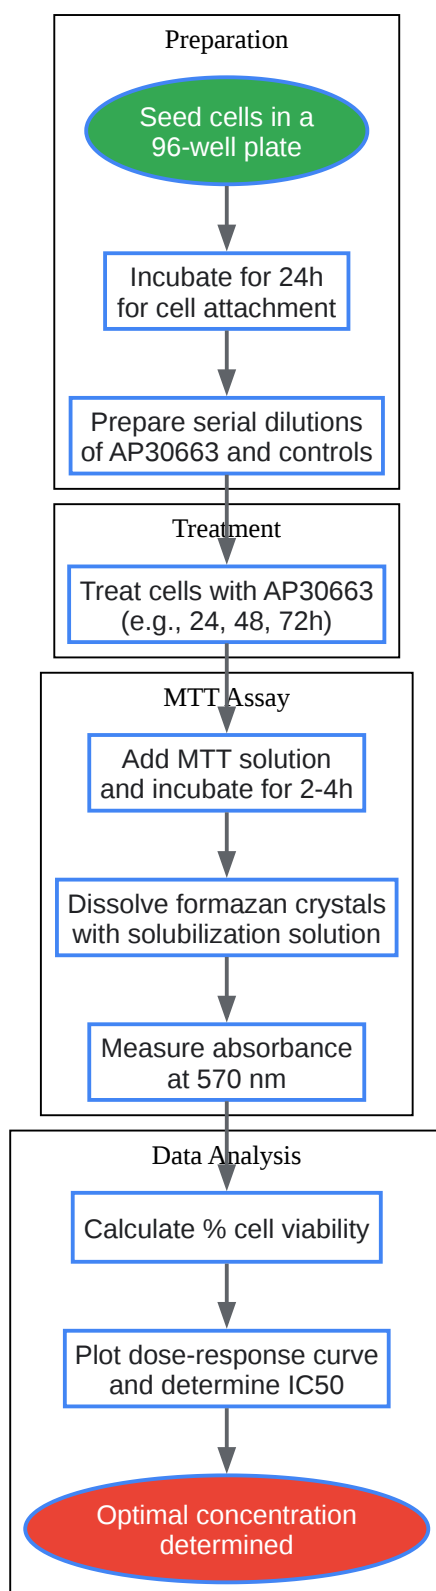 Preparation
Seed cells in a
96-well plate
Incubate for 24h
for cell attachment
Prepare serial dilutions
of AP30663 and controls
Treatment
Treat cells with AP30663
(e.g., 24, 48, 72h)
MTT Assay
Add MTT solution
and incubate for 2-4h
Dissolve formazan crystals
with solubilization solution
Measure absorbance
at 570 nm
Data Analysis
Calculate % cell viability
Plot dose-response curve
and determine IC50
Optimal concentration
determined